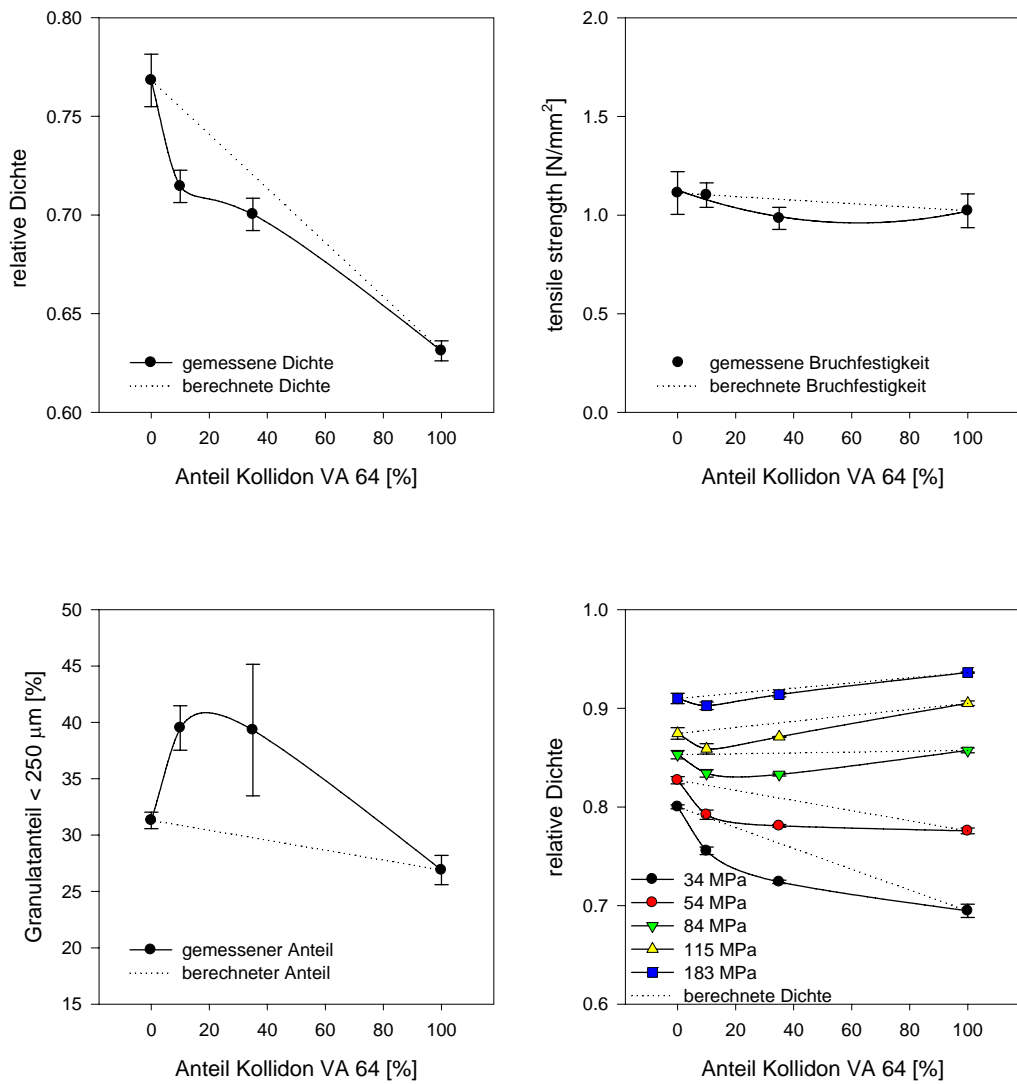 0.80
0.75
0.70
0.65
0.60
relative Dichte
gemessene Dichte
berechnete Dichte
0 20 40 60 80 100
Anteil Kollidon VA 64 [%]
2.0
1.5
1.0
0.5
0.0
tensile strength [N/mm²]
gemessene Bruchfestigkeit
berechnete Bruchfestigkeit
0 20 40 60 80 100
Anteil Kollidon VA 64 [%]
50
45
40
35
30
25
20
15
Granulatanteil < 250 µm [%]
gemessener Anteil
berechneter Anteil
0 20 40 60 80 100
Anteil Kollidon VA 64 [%]
1.0
0.9
0.8
0.7
0.6
relative Dichte
34 MPa
54 MPa
84 MPa
115 MPa
183 MPa
berechnete Dichte
0 20 40 60 80 100
Anteil Kollidon VA 64 [%]